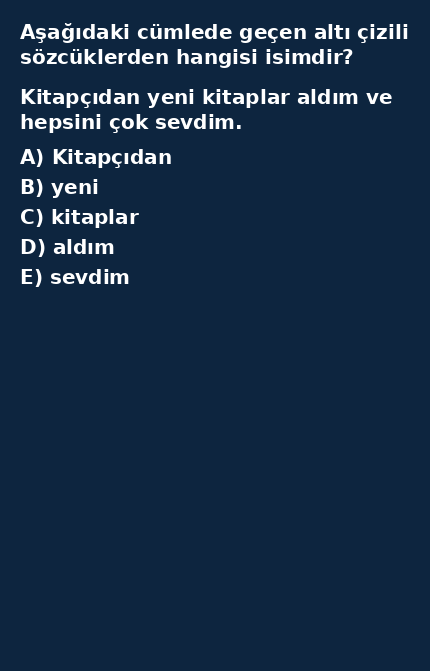 Aşağıdaki cümlede geçen altı çizili
sözcüklerden hangisi isimdir?
Kitapçıdan yeni kitaplar aldım ve
hepsini çok sevdim.
A) Kitapçıdan
B) yeni
C) kitaplar
D) aldım
E) sevdim